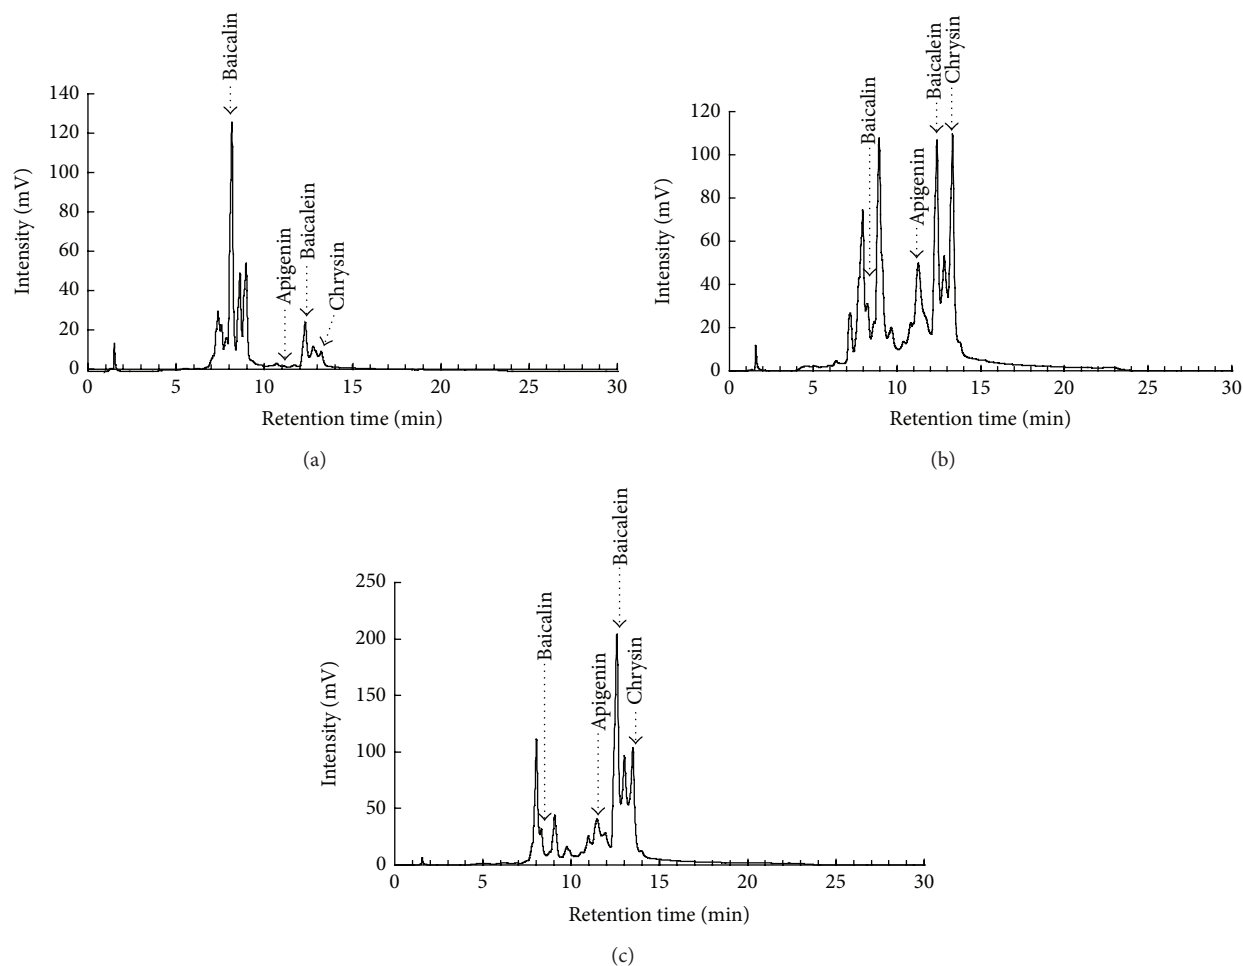 Baicalin
Apigenin
Baicalein
Chrysin
140
120
100
80
60
40
20
0
Intensity (mV)
0 5 10 15 20 25 30
Retention time (min)
(a)
Baicalin
Apigenin
Baicalein
Chrysin
120
100
80
60
40
20
0
Intensity (mV)
0 5 10 15 20 25 30
Retention time (min)
(b)
Baicalin
Apigenin
Baicalein
Chrysin
250
200
150
100
50
0
Intensity (mV)
0 5 10 15 20 25 30
Retention time (min)
(c)